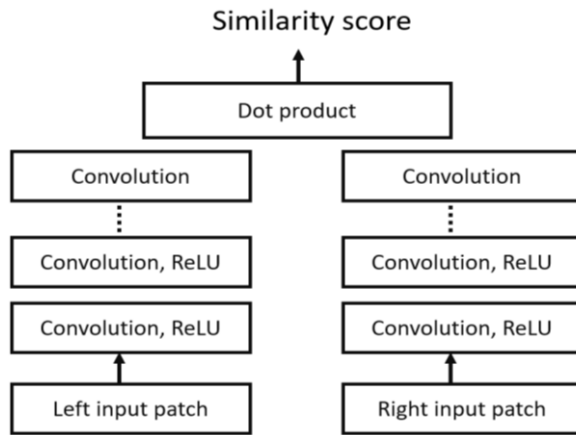 Similarity score
Dot product
Convolution
Convolution
Convolution, ReLU
Convolution, ReLU
Convolution, ReLU
Convolution, ReLU
Left input patch
Right input patch